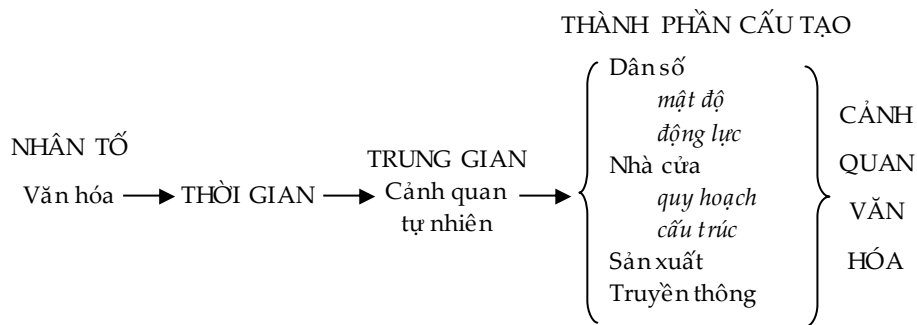 THÀNH PHẦN CẤU TẠO
NHÂN TỐ
Văn hóa
THỜI GIAN
TRUNG GIAN
Cảnh quan
tự nhiên
Dân số
mật độ
động lực
Nhà cửa
quy hoạch
cấu trúc
Sản xuất
Truyền thông
CẢNH
QUAN
VĂN
HÓA